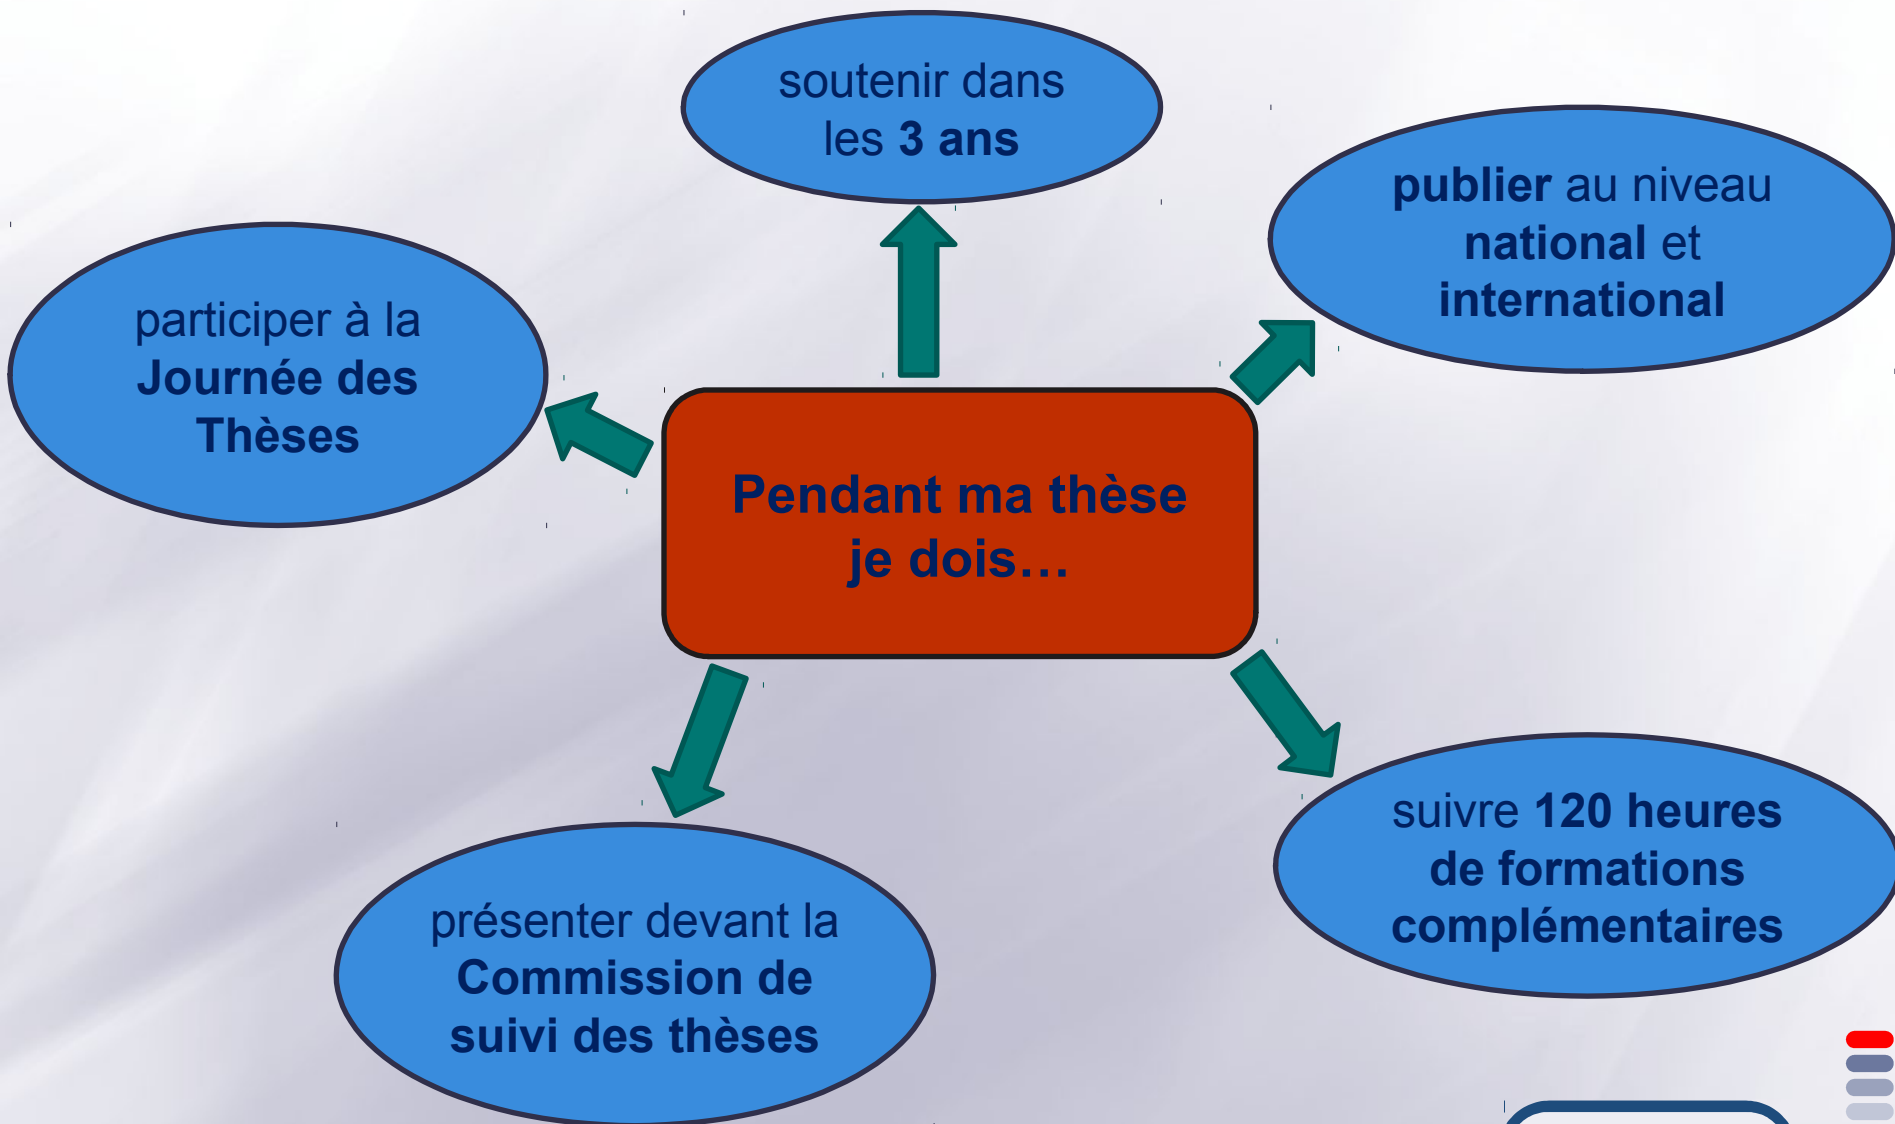 soutenir dans
les 3 ans
publier au niveau
national et
international
participer à la
Journée des
Thèses
Pendant ma thèse
je dois…
suivre 120 heures
de formations
complémentaires
présenter devant la
Commission de
suivi des thèses